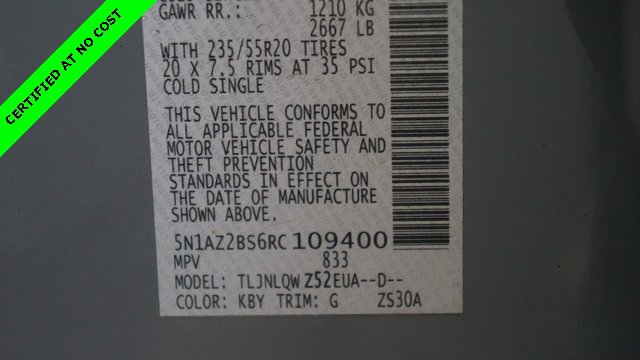 CERTIFIED AT NO COST
GAWR RR.: 1210 KG
2667 LB
WITH 235/55R20 TIRES
20 X 7.5 RIMS AT 35 PSI
COLD SINGLE
THIS VEHICLE CONFORMS TO
ALL APPLICABLE FEDERAL
MOTOR VEHICLE SAFETY AND
THEFT PREVENTION
STANDARDS IN EFFECT ON
THE DATE OF MANUFACTURE
SHOWN ABOVE.
5N1AZ2BS6RC109400
MPV 833
MODEL: TLJNLQWZ52EUA--D--
COLOR: KBY TRIM: G ZS30A